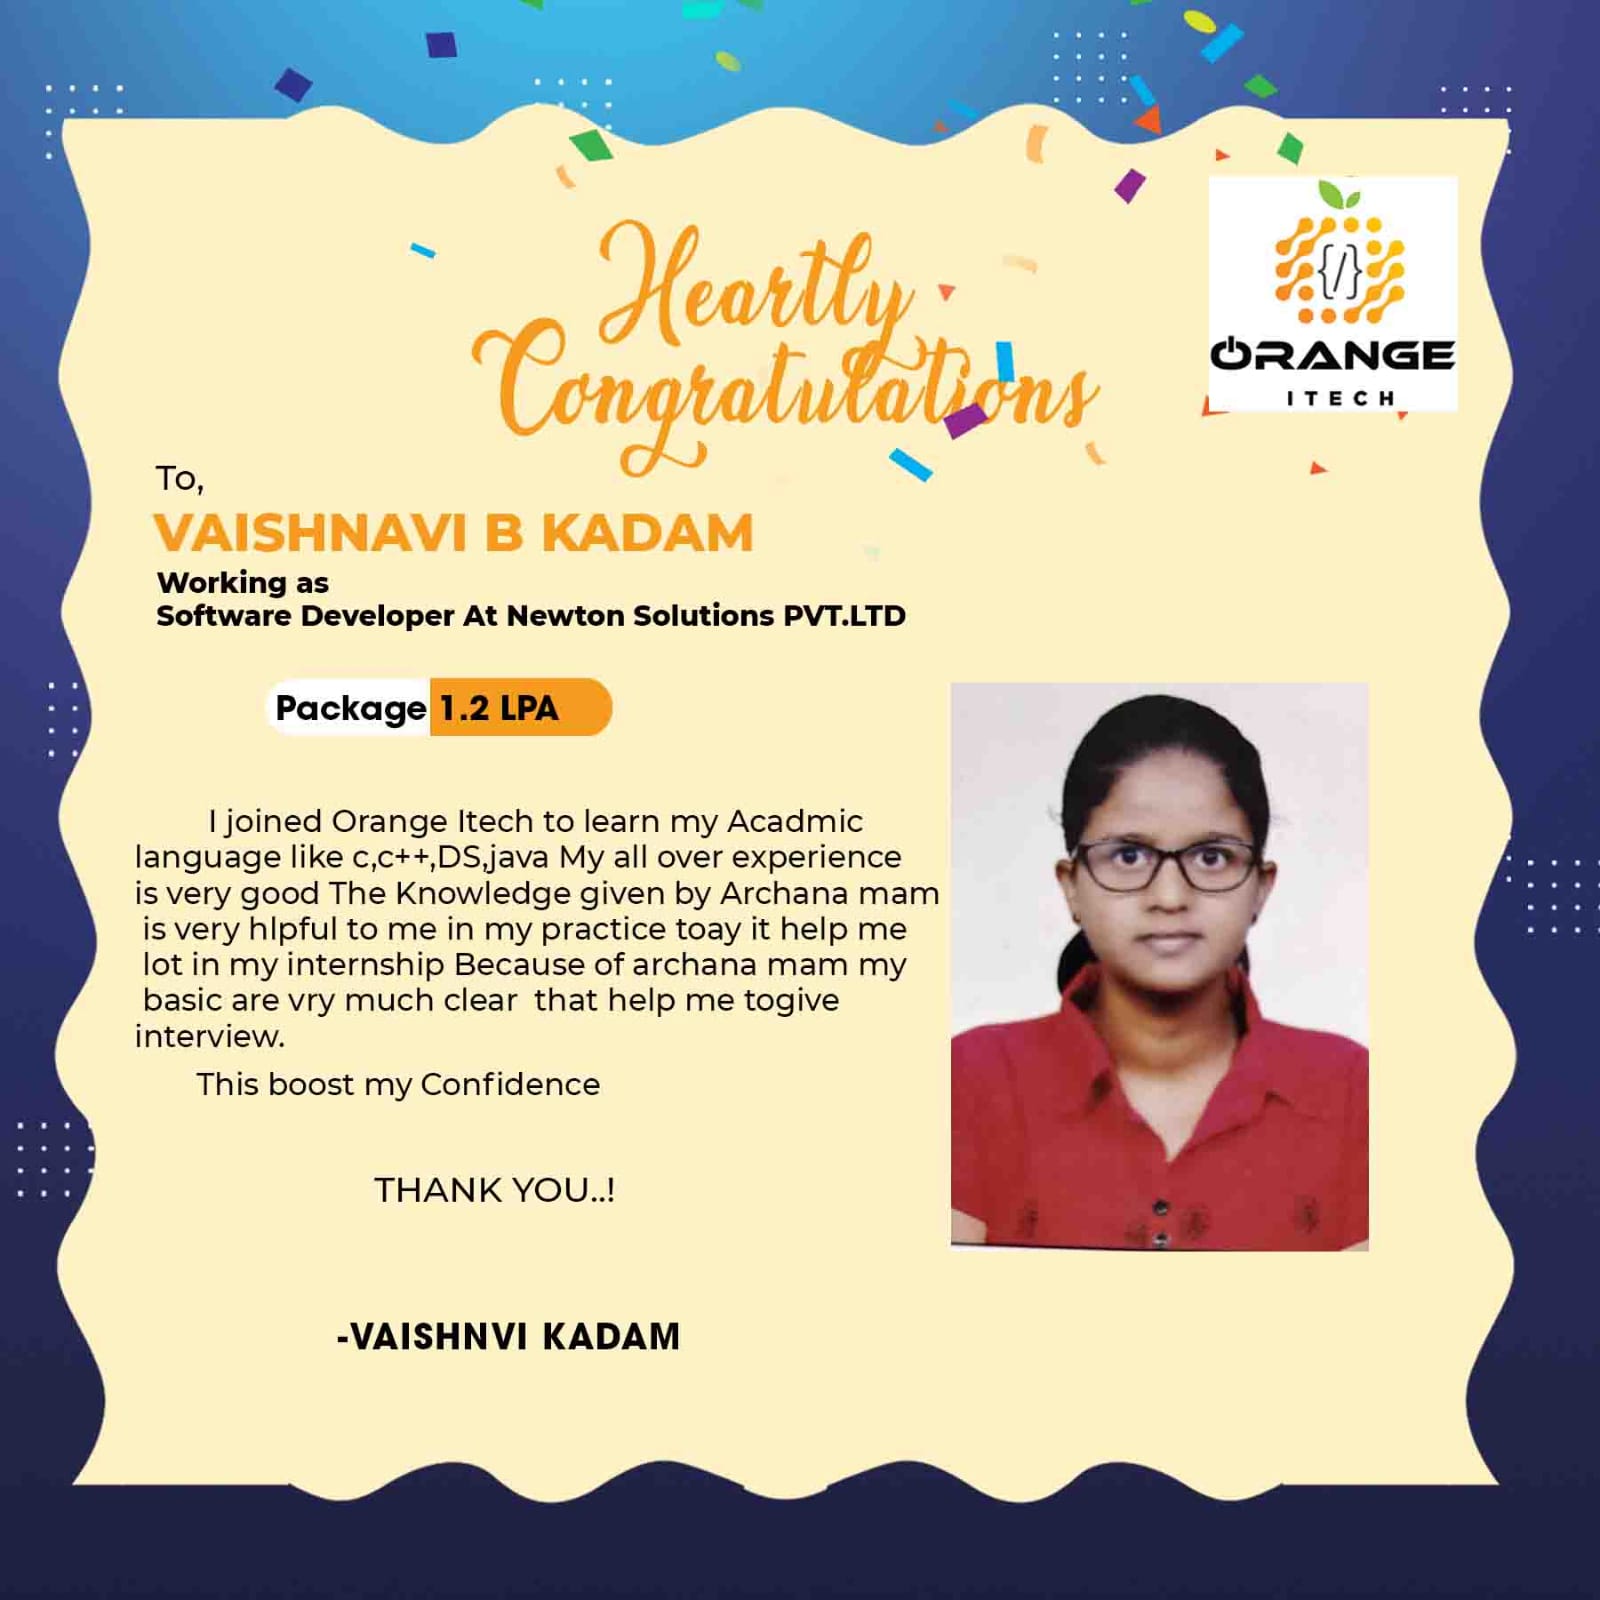 Heartly
Congratulations
ORANGE
ITECH
To,
VAISHNAVI B KADAM
Working as
Software Developer At Newton Solutions PVT.LTD
Package 1.2 LPA
I joined Orange Itech to learn my Acadmic
language like c,c++,DS,java My all over experience
is very good The Knowledge given by Archana mam
is very hlpful to me in my practice toay it help me
lot in my internship Because of archana mam my
basic are vry much clear that help me togive
interview.
This boost my Confidence
THANK YOU..!
-VAISHNVI KADAM